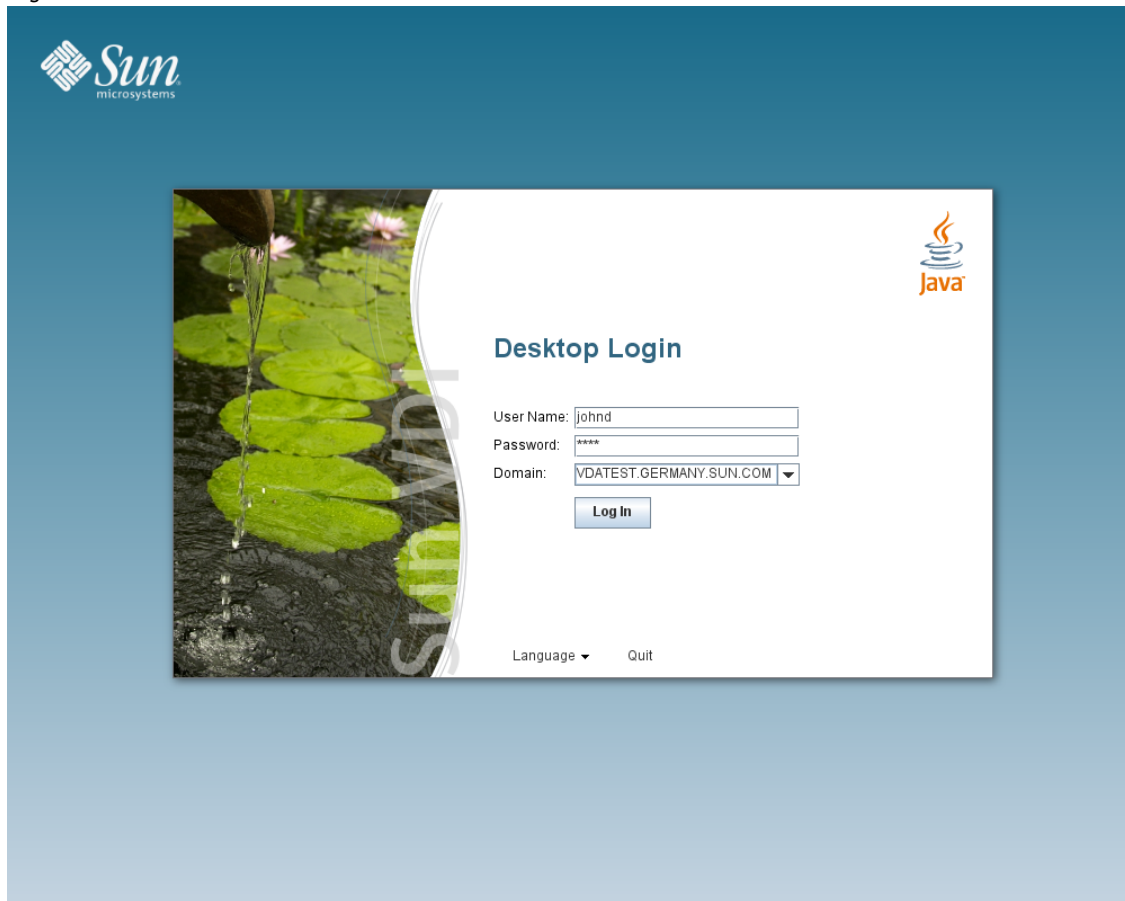 Sun
microsystems
Java
Desktop Login
User Name: johnd
Password: ****
Domain: VDATEST.GERMANY.SUN.COM
Log In
Sun VDI
Language
Quit